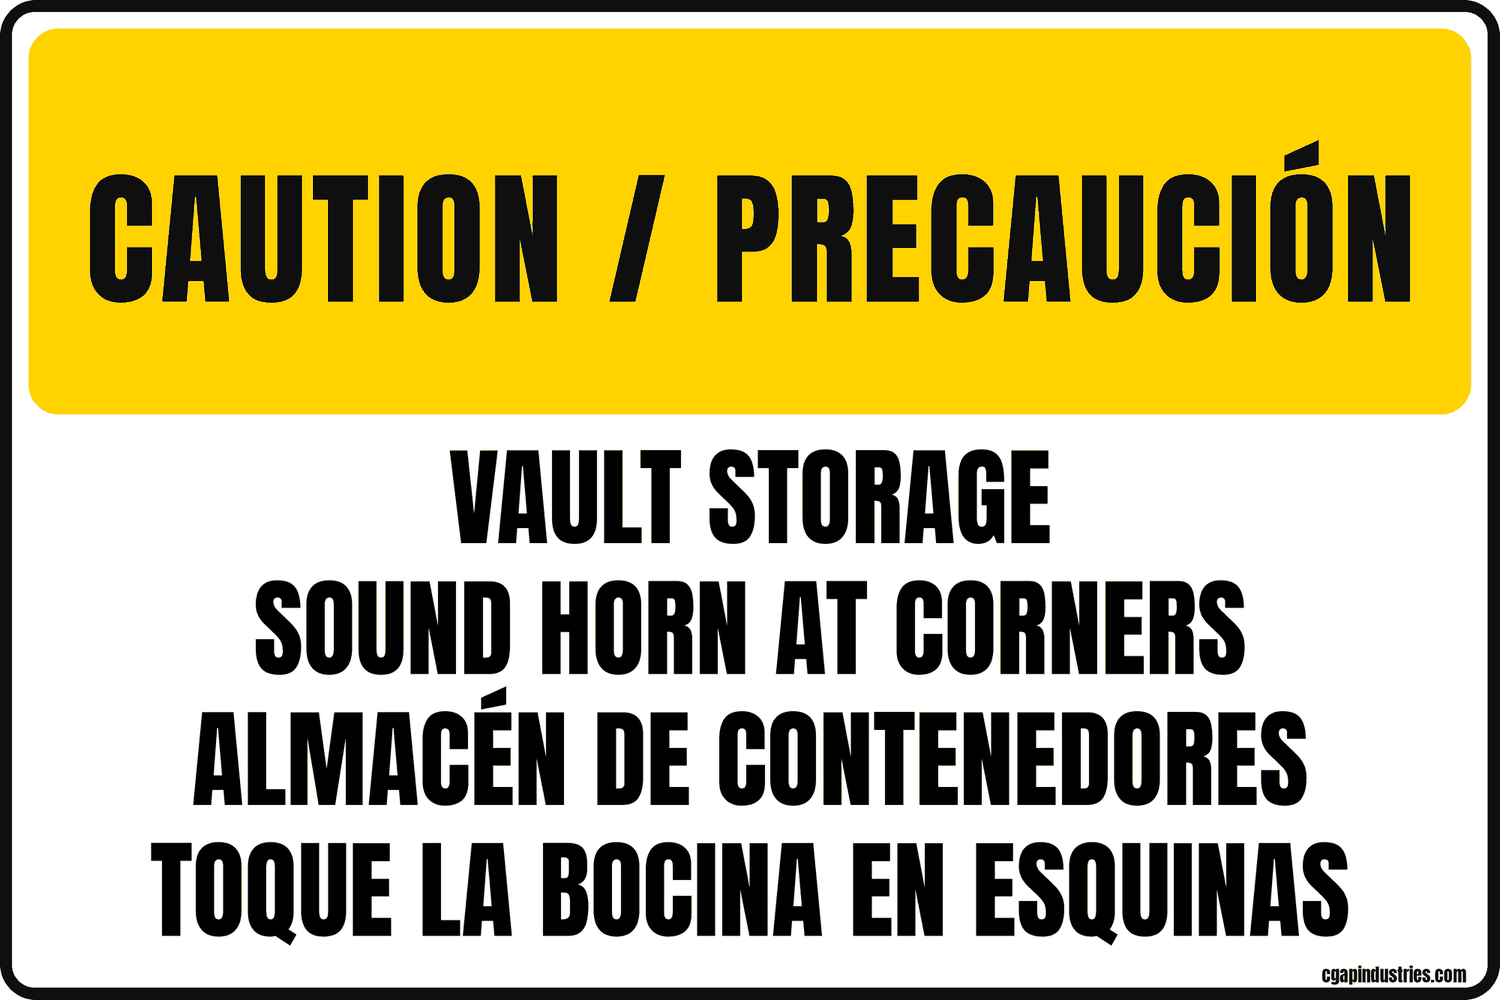 CAUTION / PRECAUCIÓN
VAULT STORAGE
SOUND HORN AT CORNERS
ALMACÉN DE CONTENEDORES
TOQUE LA BOCINA EN ESQUINAS
cgapindustries.com